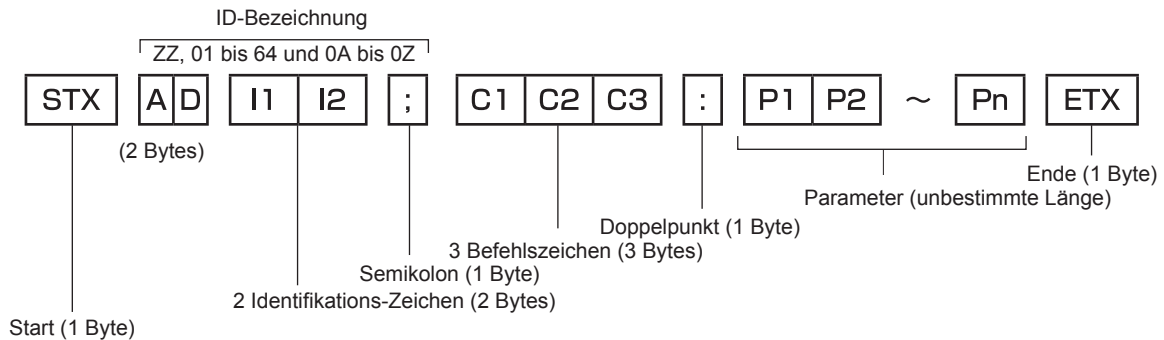 ID-Bezeichnung
ZZ, 01 bis 64 und 0A bis 0Z
STX A D I1 I2 ; C1 C2 C3 : P1 P2 ~ Pn ETX
(2 Bytes)
Ende (1 Byte)
Parameter (unbestimmte Länge)
Doppelpunkt (1 Byte)
3 Befehlszeichen (3 Bytes)
Semikolon (1 Byte)
2 Identifikations-Zeichen (2 Bytes)
Start (1 Byte)